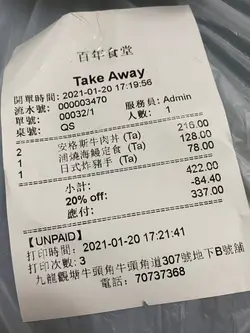 百年食堂
Take Away
開單時間: 2021-01-20 17:19:56
流水號: 000003470
單號: 00032/1 服務員: Admin
桌號: QS 人數: 1
2 安格斯牛肉丼 (Ta) 216.00
2 浦燒海鰻定食 (Ta) 128.00
1 日式炸豬手 (Ta) 78.00
小計: 422.00
20% off: -84.40
應付: 337.00
【UNPAID】
打印時間: 2021-01-20 17:21:41
打印次數: 3
九龍觀塘牛頭角牛頭角道307號地下B號舖
電話: 70737368